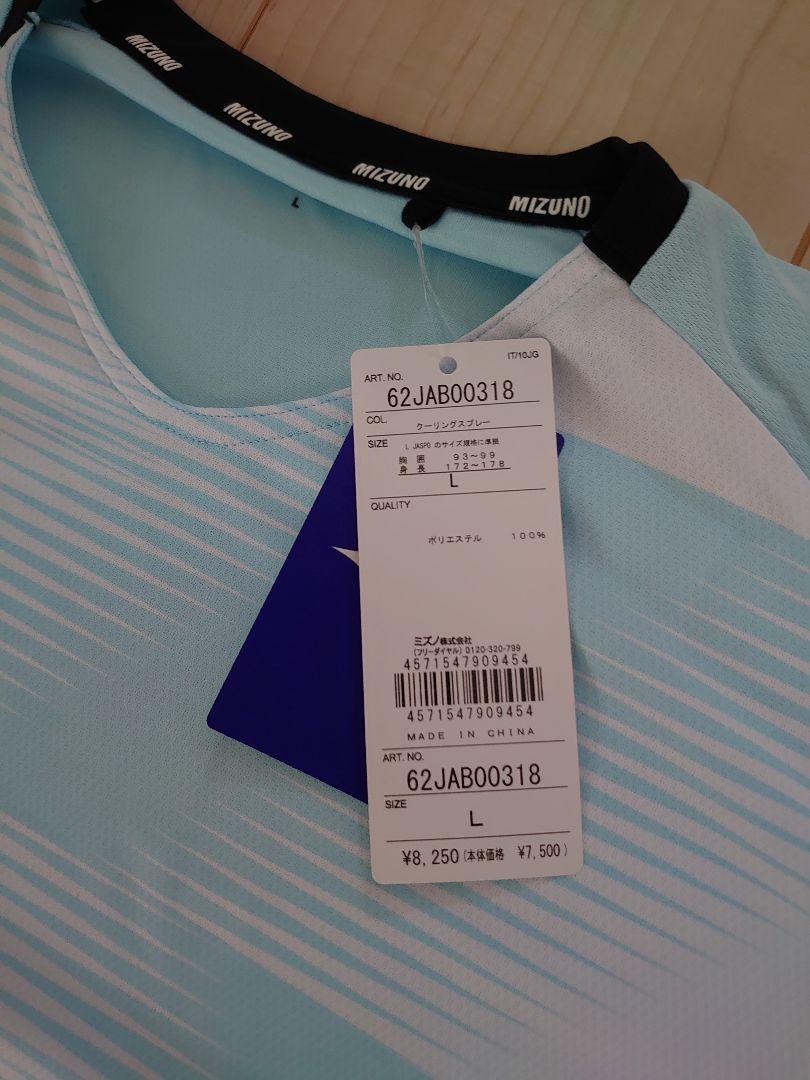 MIZUNO
MIZUNO
MIZUNO
MIZUNO
L
IT/10JG
ART. NO.
62JAB00318
COL.
クーリングスプレー
SIZE L JASPO のサイズ規格に準拠
胸囲 93~99
身長 172~178
L
QUALITY
ポリエステル 100%
ミズノ株式会社
(フリーダイヤル) 0120-320-799
4571547909454
4571547909454
MADE IN CHINA
ART. NO.
62JAB00318
SIZE
L
¥8,250(本体価格 ¥7,500)